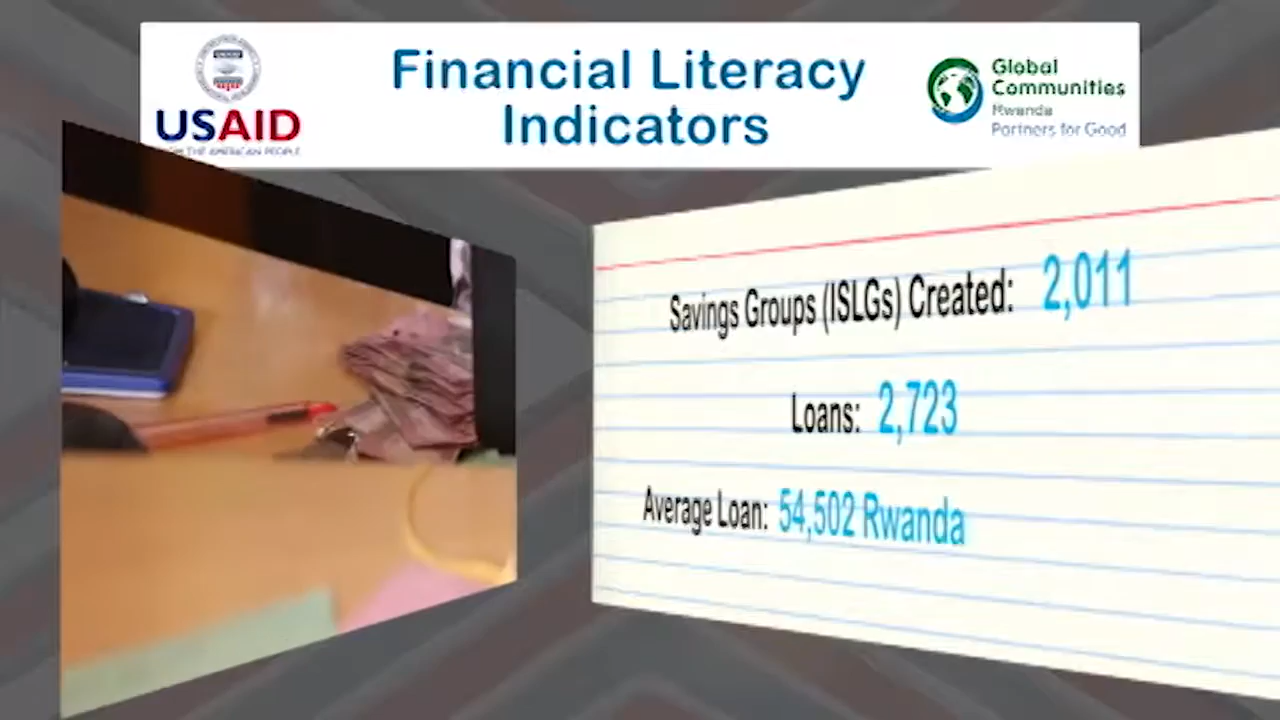 Financial Literacy
Indicators
USAID
THE AMERICAN PEOPLE
Global
Communities
Rwanda
Partners for Good
Savings Groups (ISLGs) Created: 2,011
Loans: 2,723
Average Loan: 54,502 Rwanda